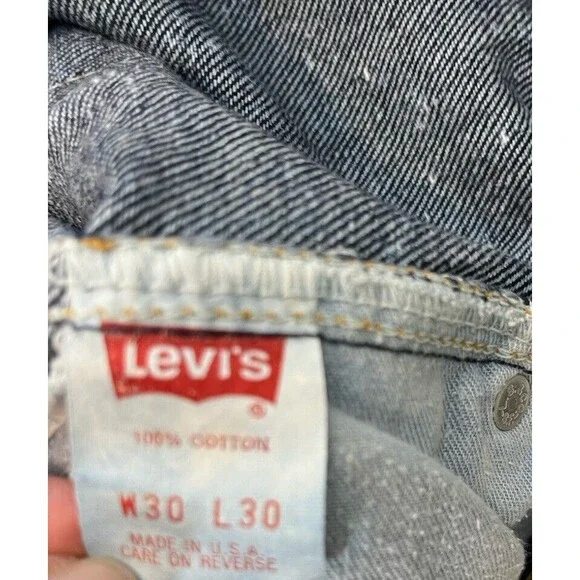 Levi's
®
100% COTTON
W30 L30
MADE IN U.S.A.
CARE ON REVERSE